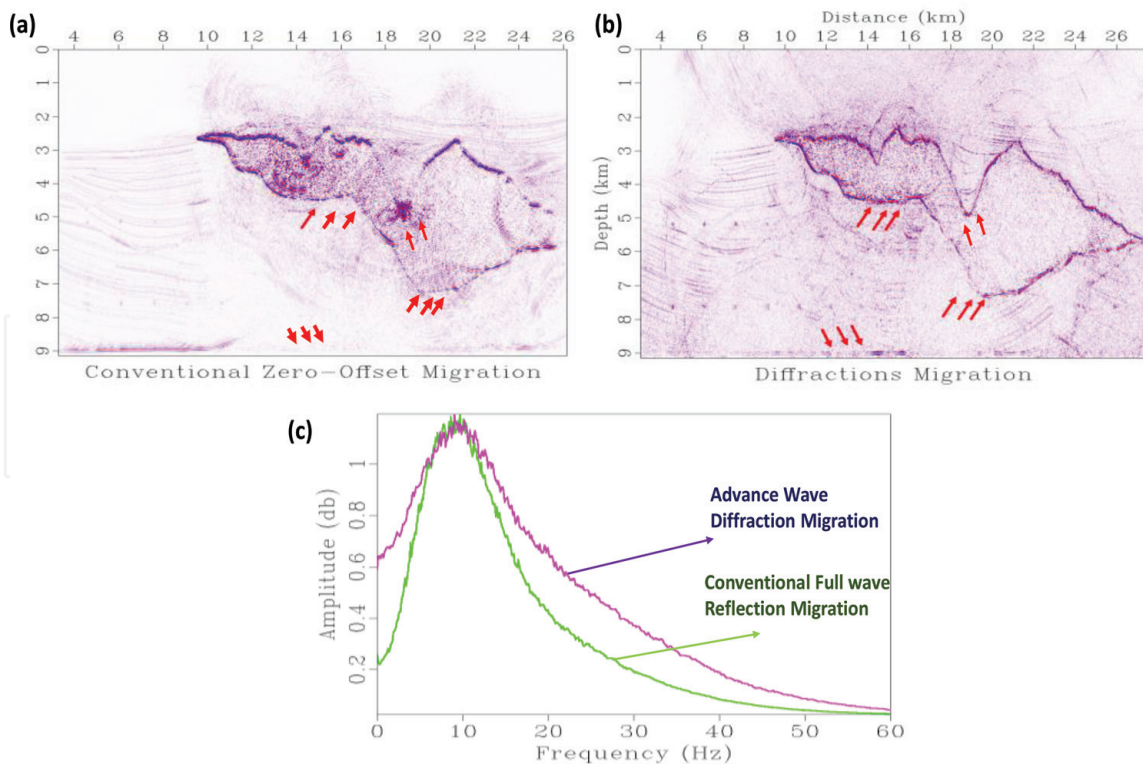 (a)
4 6 8 10 12 14 16 18 20 22 24 26
0
1
2
3
4
5
6
7
8
9
Conventional Zero-Offset Migration
(b)
Distance (km)
4 6 8 10 12 14 16 18 20 22 24 26
Depth (km)
0
1
2
3
4
5
6
7
8
9
Diffractions Migration
(c)
Amplitude (db)
1
0.8
0.6
0.4
0.2
Advance Wave
Diffraction Migration
Conventional Full wave
Reflection Migration
0 10 20 30 40 50 60
Frequency (Hz)